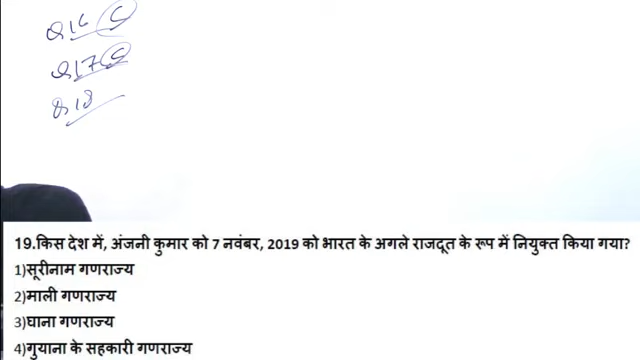 Q16 C
Q17 C
Q18
19.किस देश में, अंजनी कुमार को 7 नवंबर, 2019 को भारत के अगले राजदूत के रूप में नियुक्त किया गया?
1)सूरीनाम गणराज्य
2)माली गणराज्य
3)घाना गणराज्य
4)गुयाना के सहकारी गणराज्य